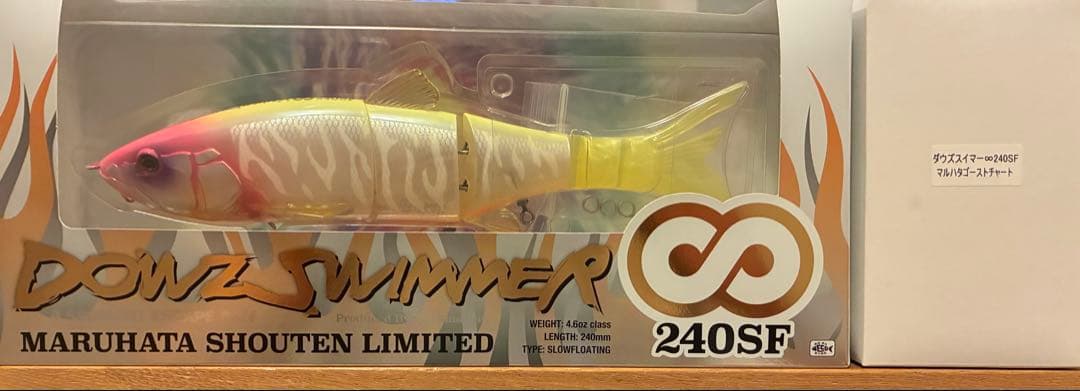 DOWZ SWIMMER
MARUHATA SHOUTEN LIMITED
WEIGHT: 4.6oz class
LENGTH: 240mm
TYPE: SLOWFLOATING
240SF
ダウズスイマー∞240SF
マルハタゴーストチャート